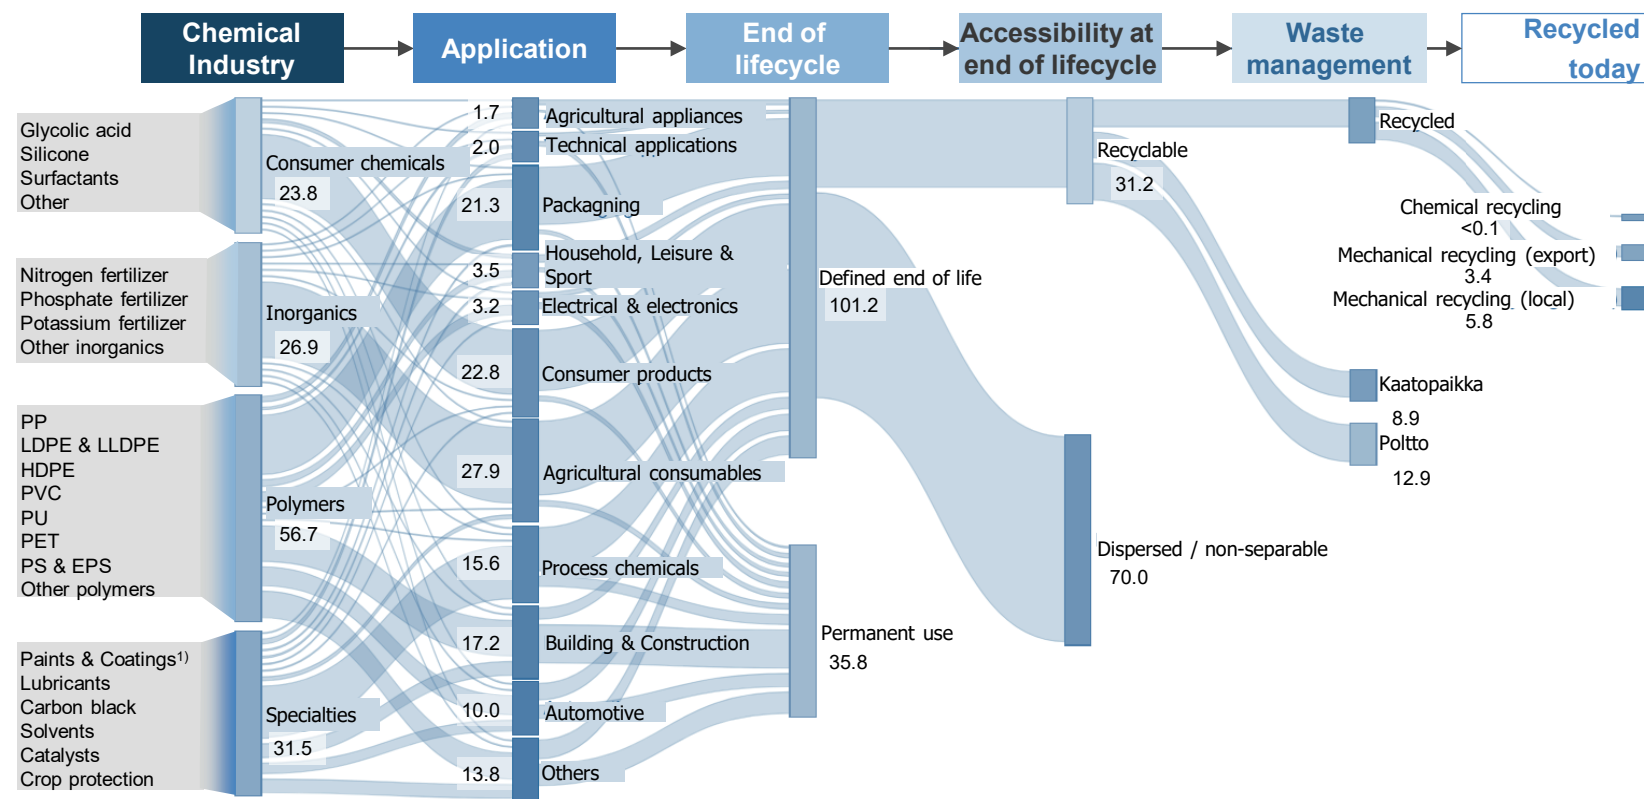 Chemical
Industry
Application
End of
lifecycle
Accessibility at
end of lifecycle
Waste
management
Recycled
today
Glycolic acid
Silicone
Surfactants
Other
Nitrogen fertilizer
Phosphate fertilizer
Potassium fertilizer
Other inorganics
PP
LDPE & LLDPE
HDPE
PVC
PU
PET
PS & EPS
Other polymers
Paints & Coatings1)
Lubricants
Carbon black
Solvents
Catalysts
Crop protection
Consumer chemicals
23.8
Inorganics
26.9
Polymers
56.7
Specialties
31.5
1.7 Agricultural appliances
2.0 Technical applications
21.3 Packagning
Household, Leisure &
3.5 Sport
3.2 Electrical & electronics
22.8 Consumer products
27.9 Agricultural consumables
15.6 Process chemicals
17.2 Building & Construction
10.0 Automotive
13.8 Others
Defined end of life
101.2
Permanent use
35.8
Recyclable
31.2
Dispersed / non-separable
70.0
Recycled
Chemical recycling
<0.1
Mechanical recycling (export)
3.4
Mechanical recycling (local)
5.8
Kaatopaikka
8.9
Poltto
12.9